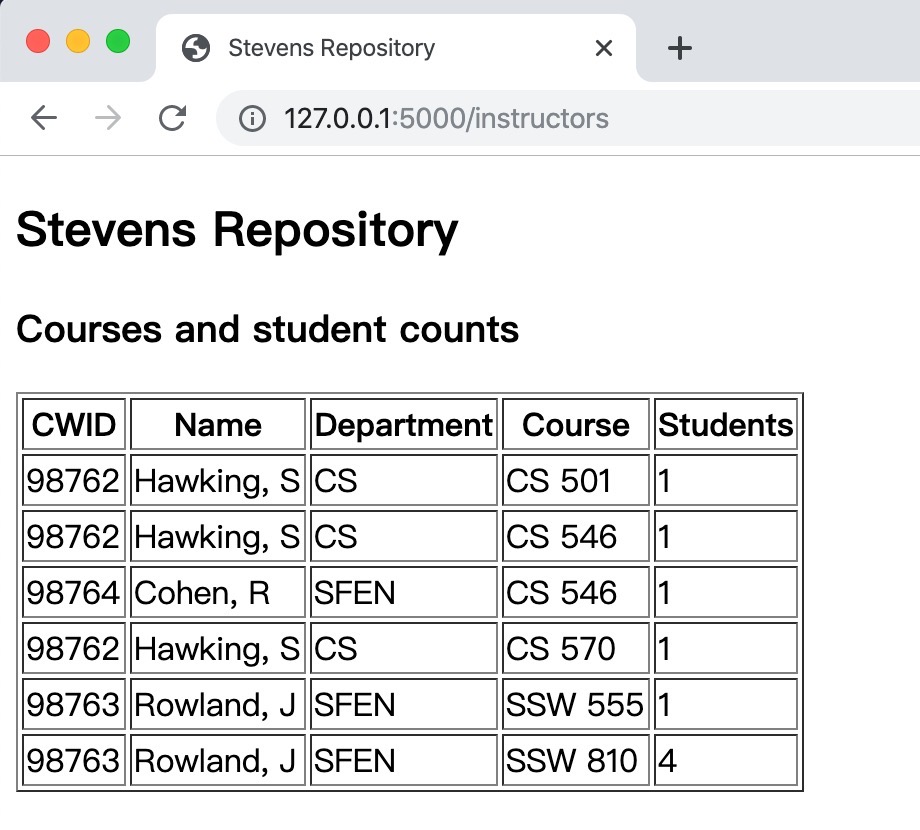 Stevens Repository
127.0.0.1:5000/instructors
Stevens Repository
Courses and student counts
CWID Name Department Course Students
98762 Hawking, S CS CS 501 1
98762 Hawking, S CS CS 546 1
98764 Cohen, R SFEN CS 546 1
98762 Hawking, S CS CS 570 1
98763 Rowland, J SFEN SSW 555 1
98763 Rowland, J SFEN SSW 810 4